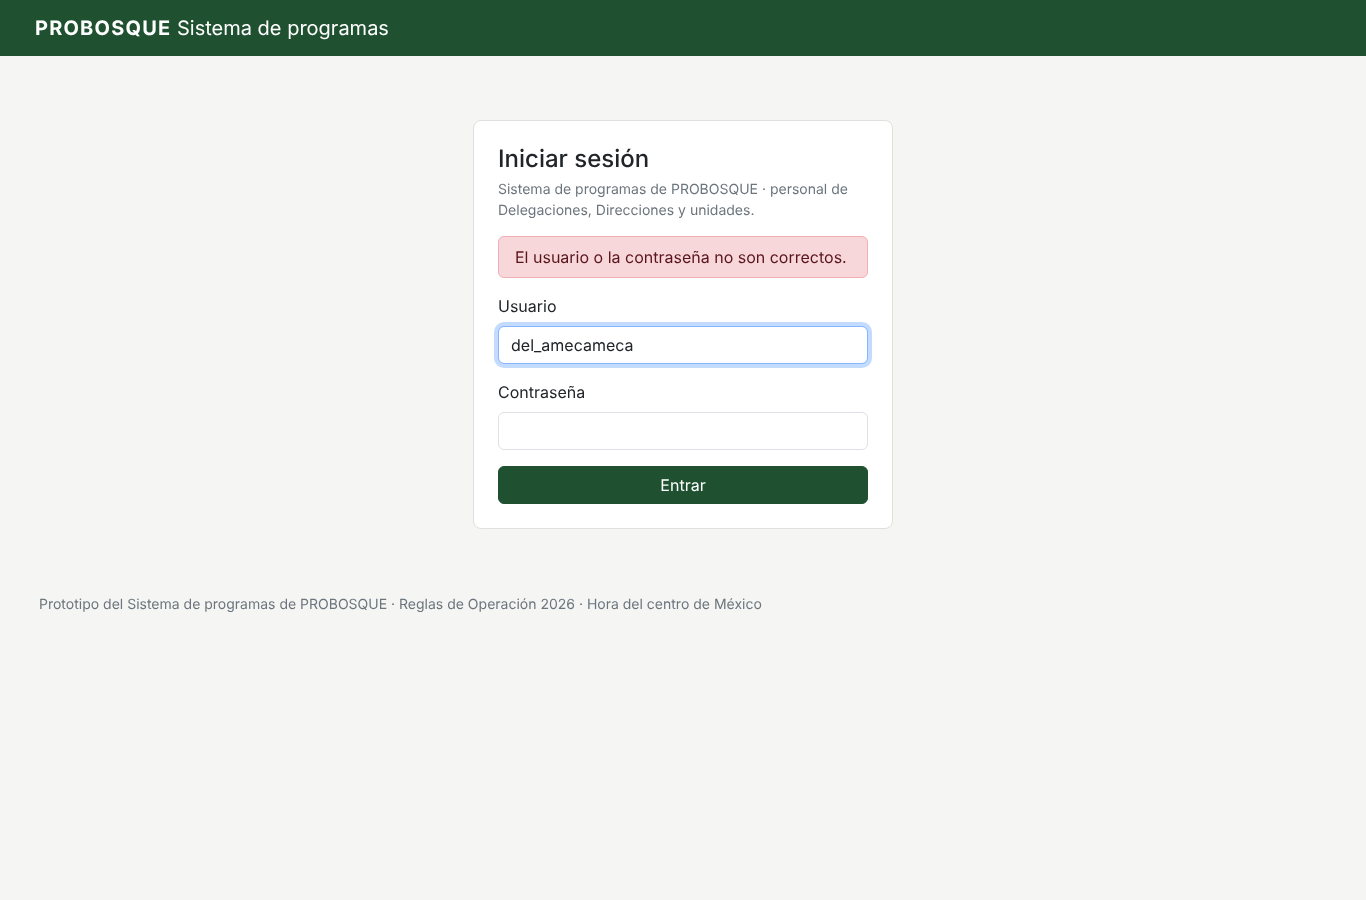 PROBOSQUE Sistema de programas
Iniciar sesión
Sistema de programas de PROBOSQUE · personal de
Delegaciones, Direcciones y unidades.
El usuario o la contraseña no son correctos.
Usuario
del_amecameca
Contraseña
Entrar
Prototipo del Sistema de programas de PROBOSQUE · Reglas de Operación 2026 · Hora del centro de México